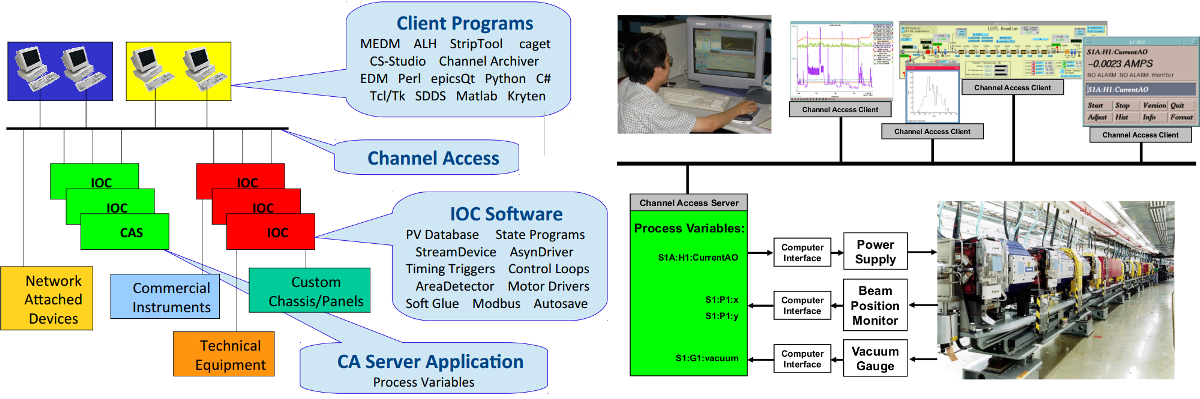 Client Programs
MEDM ALH StripTool caget
CS-Studio Channel Archiver
EDM Perl epicsQt Python C#
Tcl/Tk SDDS Matlab Kryten
Channel Access
IOC
IOC
CAS
IOC
IOC
IOC
IOC Software
PV Database State Programs
StreamDevice AsynDriver
Timing Triggers Control Loops
AreaDetector Motor Drivers
Soft Glue Modbus Autosave
Network
Attached
Devices
Commercial
Instruments
Custom
Chassis/Panels
Technical
Equipment
CA Server Application
Process Variables
Channel Access Client
Channel Access Client
Channel Access Client
S1A:H1:CurrentAO
-0.0023 AMPS
NO ALARM NO ALARM monitor
S1A:H1:CurrentAO
Start Stop Version Quit
Adjust Hist Info Format
Channel Access Client
Channel Access Server
Process Variables:
S1A:H1:CurrentAO
S1:P1:x
S1:P1:y
S1:G1:vacuum
Computer
Interface
Power
Supply
Computer
Interface
Beam
Position
Monitor
Computer
Interface
Vacuum
Gauge